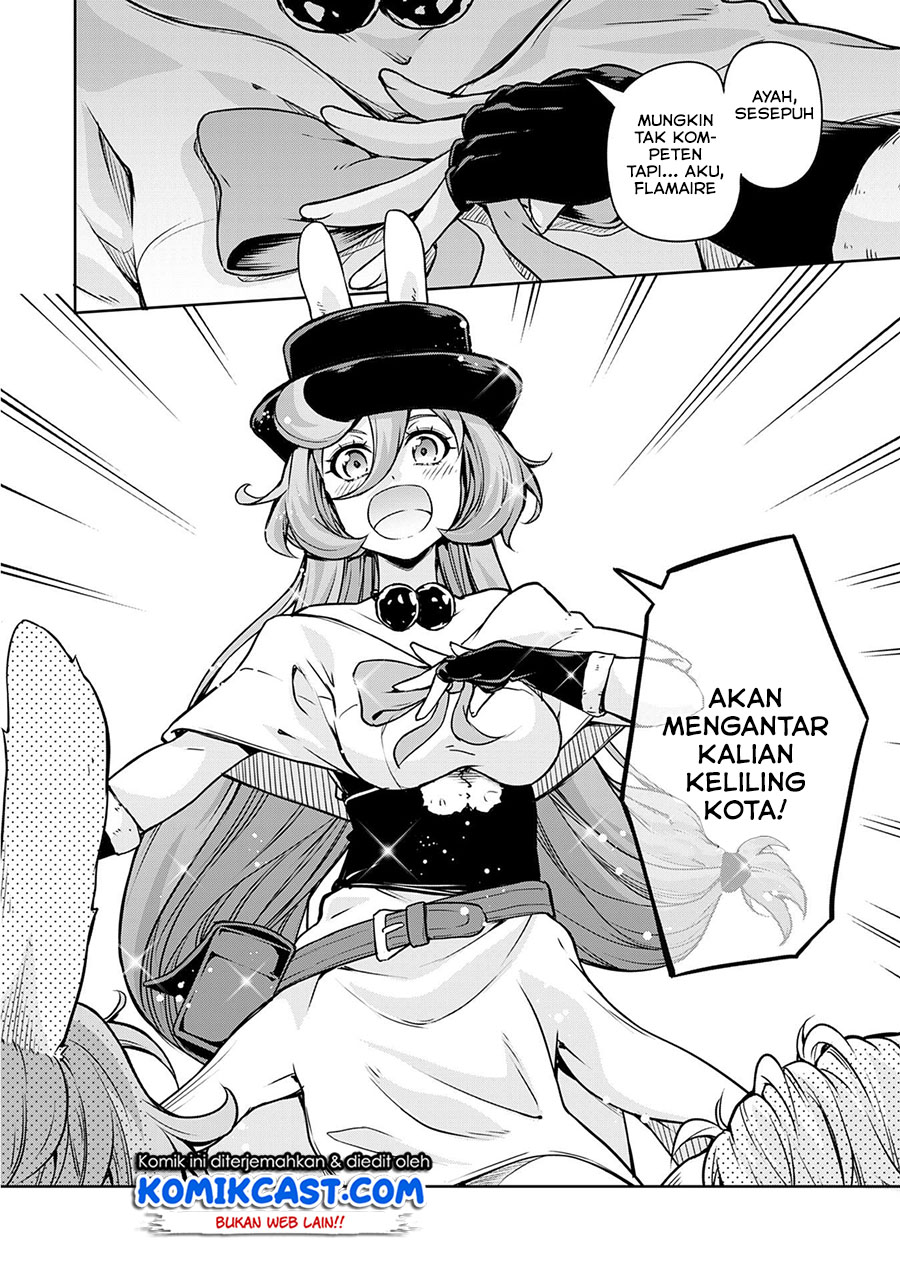 AYAH,
SESEPUH
MUNGKIN
TAK KOM-
PETEN
TAPI... AKU,
FLAMAIRE
AKAN
MENGANTAR
KALIAN
KELILING
KOTA!
Komik ini diterjemahkan & diedit oleh
KOMIKCAST.COM
BUKAN WEB LAIN!!